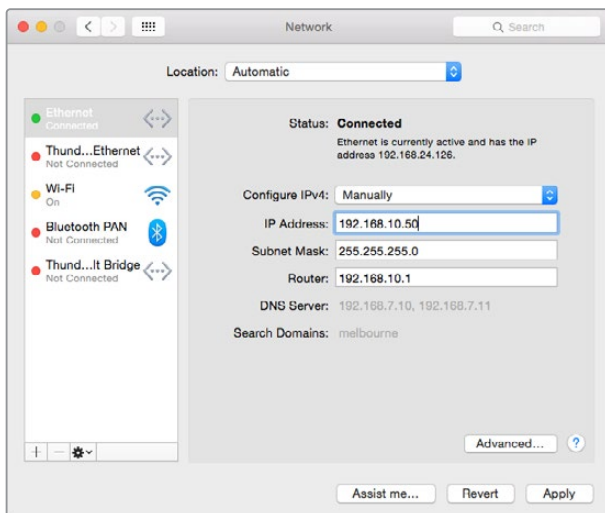 Network
Search
Location: Automatic
Ethernet
Connected
Thund...Ethernet
Not Connected
Wi-Fi
On
Bluetooth PAN
Not Connected
Thund...lt Bridge
Not Connected
Status: Connected
Ethernet is currently active and has the IP
address 192.168.24.126.
Configure IPv4: Manually
IP Address: 192.168.10.50
Subnet Mask: 255.255.255.0
Router: 192.168.10.1
DNS Server: 192.168.7.10, 192.168.7.11
Search Domains: melbourne
Advanced... ?
Assist me... Revert Apply